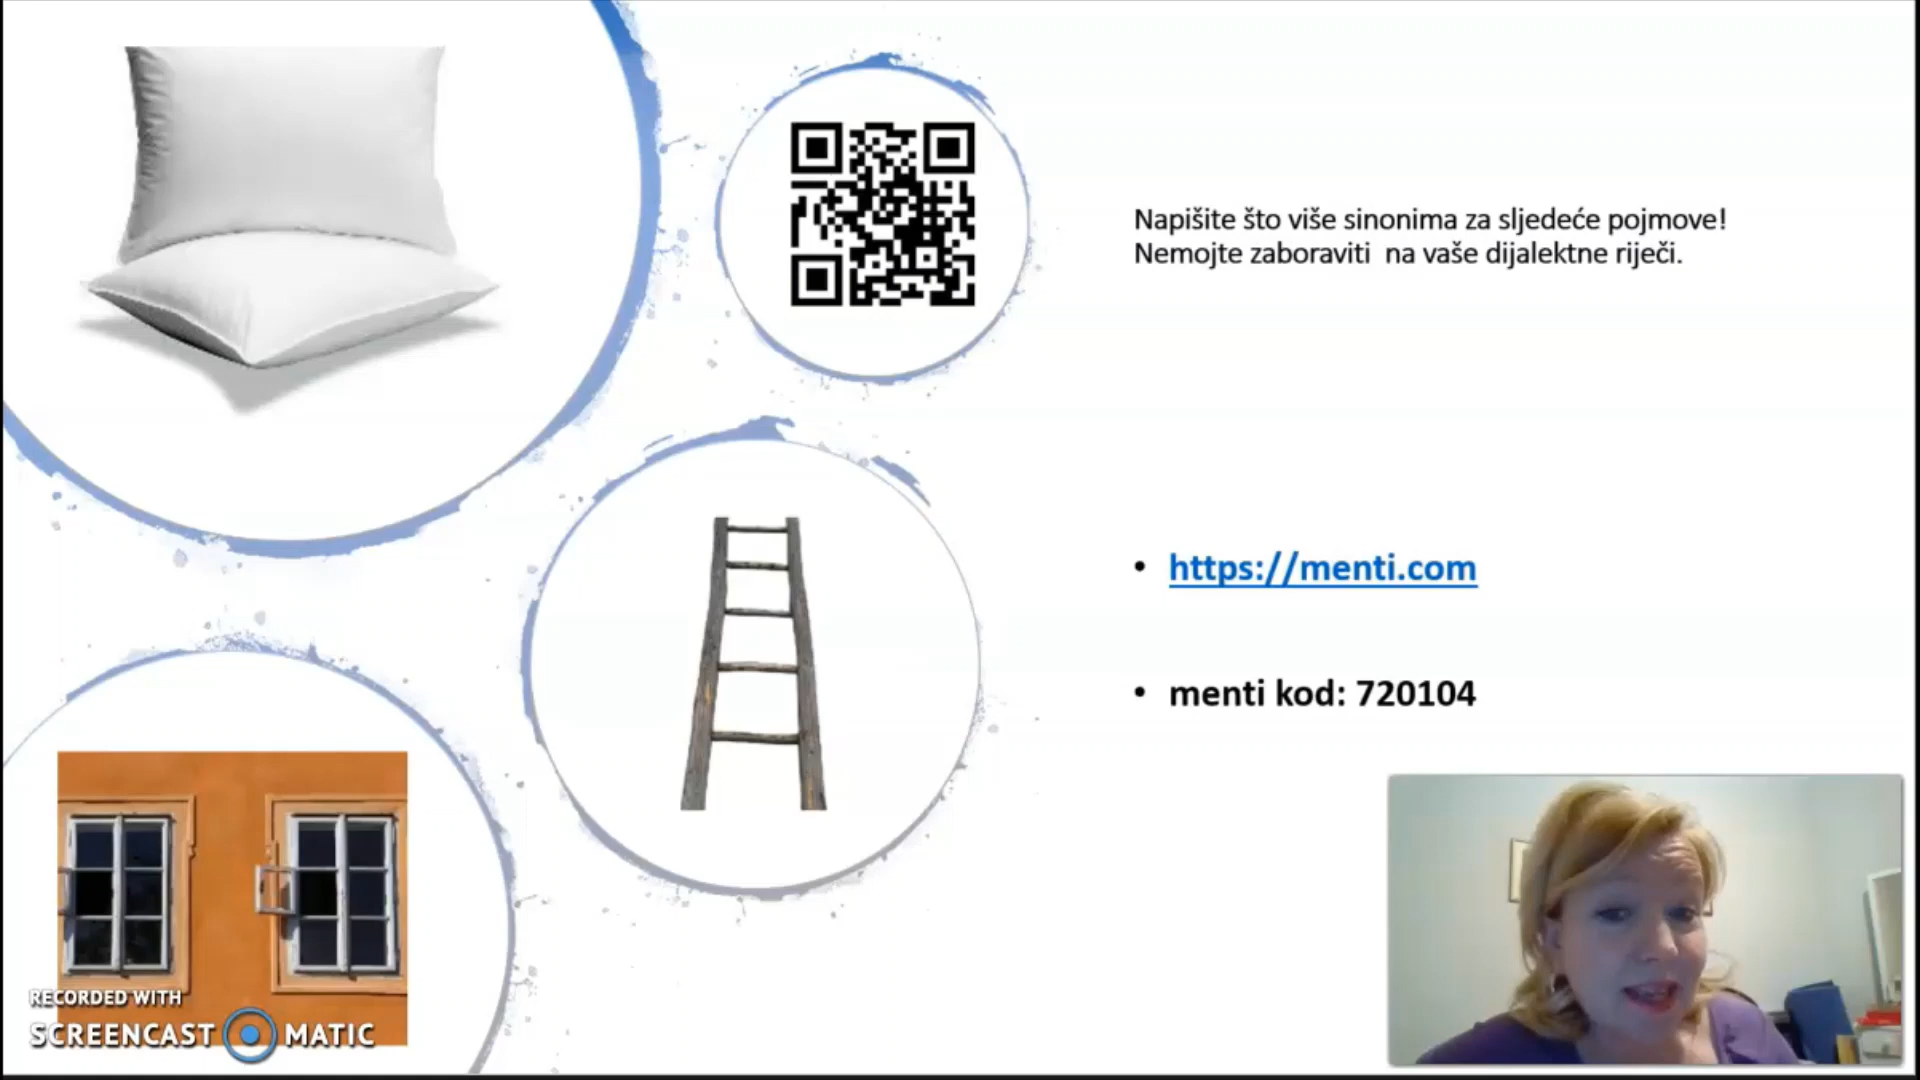 Napišite što više sinonima za sljedeće pojmove!
Nemojte zaboraviti na vaše dijalektne riječi.
https://menti.com
menti kod: 720104
RECORDED WITH
SCREENCAST MATIC